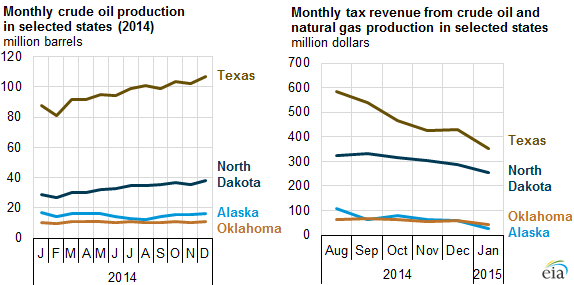 Monthly crude oil production
in selected states (2014)
million barrels
120
100
80
60
40
20
0
Texas
North
Dakota
Alaska
Oklahoma
J F M A M J J A S O N D
2014
Monthly tax revenue from crude oil and
natural gas production in selected states
million dollars
700
600
500
400
300
200
100
0
Texas
North
Dakota
Oklahoma
Alaska
Aug Sep Oct Nov Dec Jan
2014 2015
eia